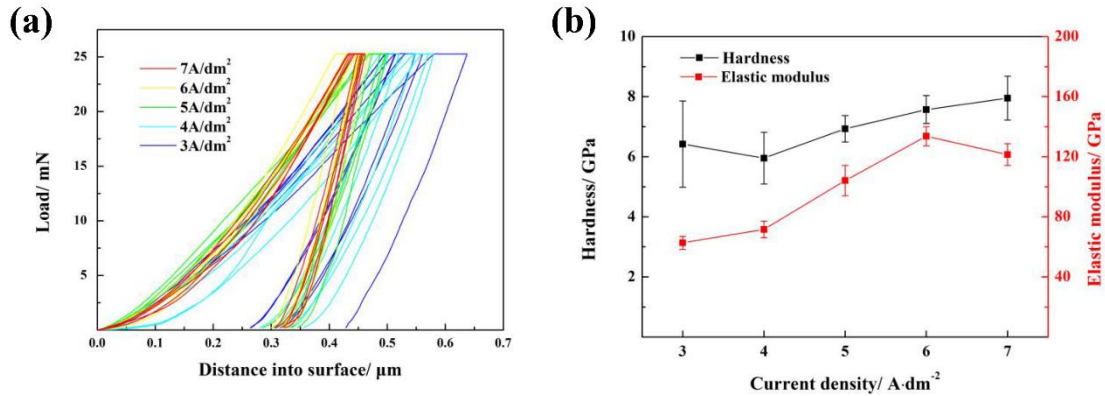 (a)
25
20
15
10
5
0.0 0.1 0.2 0.3 0.4 0.5 0.6 0.7
Load/ mN
Distance into surface/ μm
7A/dm²
6A/dm²
5A/dm²
4A/dm²
3A/dm²
(b)
10
8
6
4
2
Hardness/ GPa
Hardness
Elastic modulus
200
160
120
80
40
Elastic modulus/ GPa
3 4 5 6 7
Current density/ A·dm⁻²